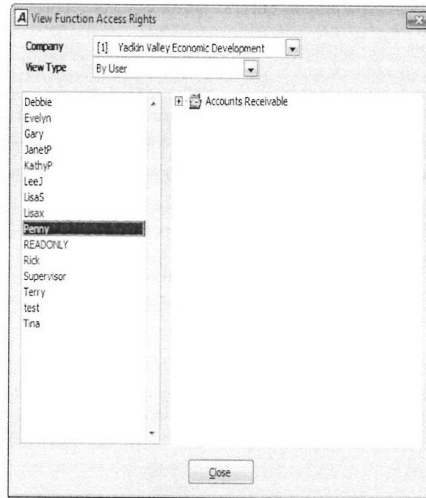 A View Function Access Rights
Company [1] Yadkin Valley Economic Development
View Type By User
Debbie
Evelyn
Gary
JanetP
KathyP
LeeJ
LisaS
Lisax
Penny
READONLY
Rick
Supervisor
Terry
test
Tina
Accounts Receivable
Close